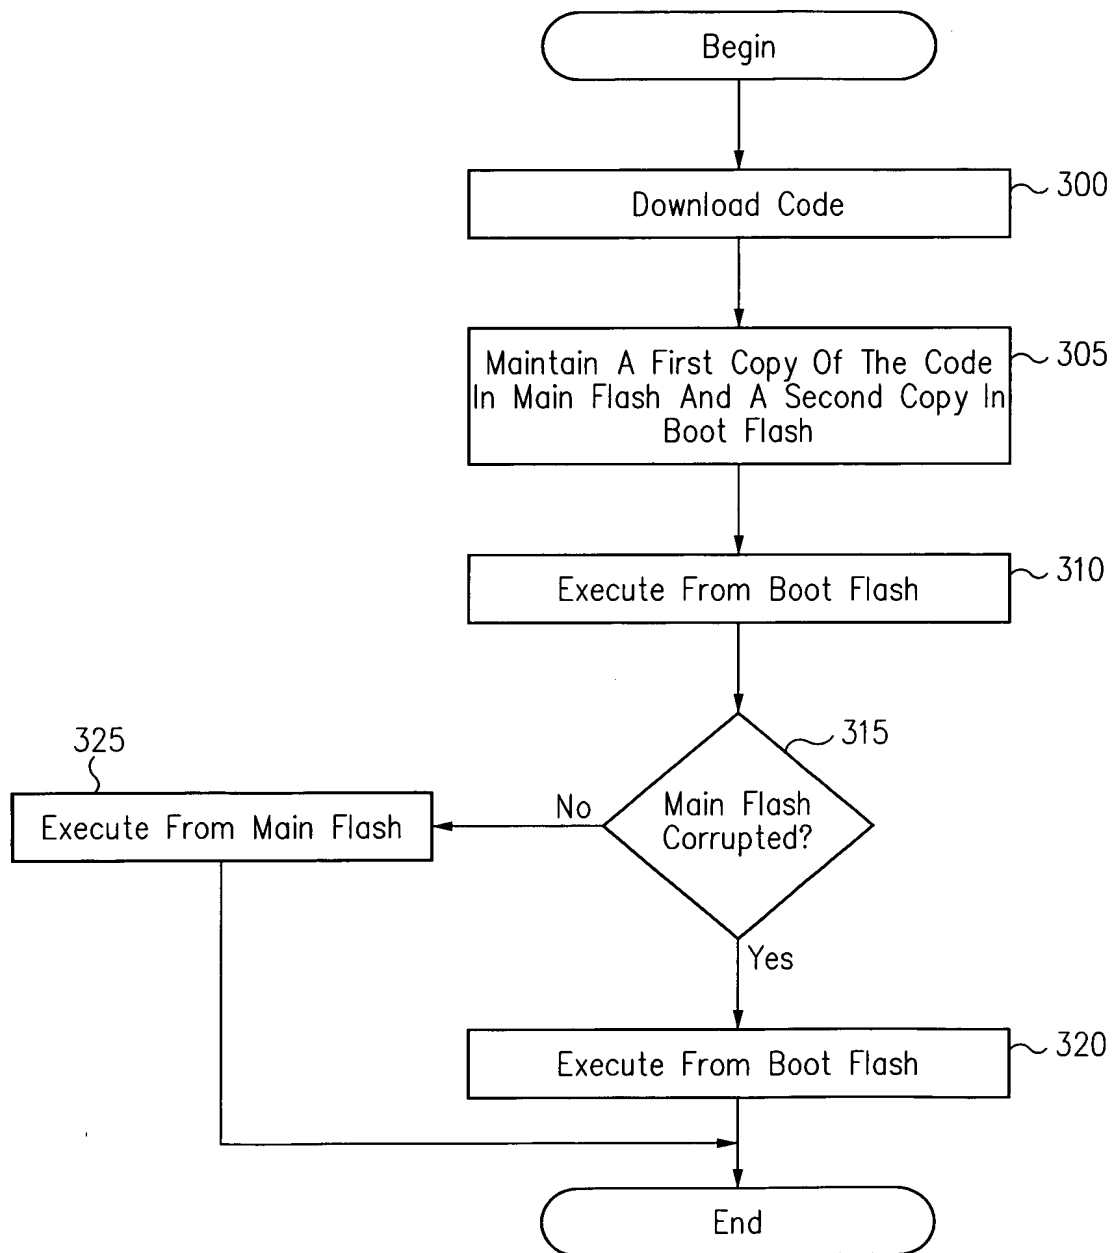 Begin
Download Code
300
Maintain A First Copy Of The Code
In Main Flash And A Second Copy In
Boot Flash
305
Execute From Boot Flash
310
315
Main Flash
Corrupted?
No
325
Execute From Main Flash
Yes
Execute From Boot Flash
320
End